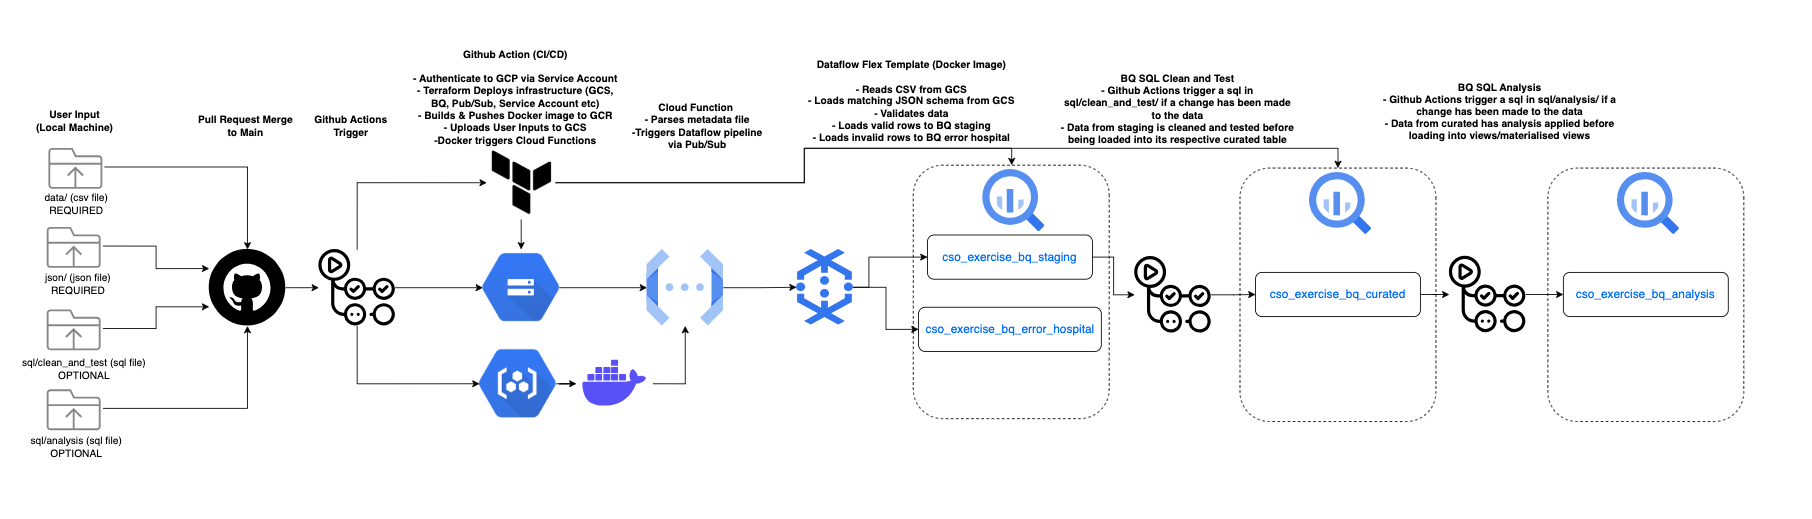 User Input
(Local Machine)
data/ (csv file)
REQUIRED
json/ (json file)
REQUIRED
sql/clean_and_test (sql file)
OPTIONAL
sql/analysis (sql file)
OPTIONAL
Pull Request Merge
to Main
Github Actions
Trigger
Github Action (CI/CD)
- Authenticate to GCP via Service Account
- Terraform Deploys infrastructure (GCS,
BQ, Pub/Sub, Service Account etc)
- Builds & Pushes Docker image to GCR
- Uploads User Inputs to GCS
-Docker triggers Cloud Functions
Cloud Function
- Parses metadata file
-Triggers Dataflow pipeline
via Pub/Sub
Dataflow Flex Template (Docker Image)
- Reads CSV from GCS
- Loads matching JSON schema from GCS
- Validates data
- Loads valid rows to BQ staging
- Loads invalid rows to BQ error hospital
cso_exercise_bq_staging
cso_exercise_bq_error_hospital
BQ SQL Clean and Test
- Github Actions trigger a sql in
sql/clean_and_test/ if a change has been made
to the data
- Data from staging is cleaned and tested before
being loaded into its respective curated table
cso_exercise_bq_curated
BQ SQL Analysis
- Github Actions trigger a sql in sql/analysis/ if a
change has been made to the data
- Data from curated has analysis applied before
loading into views/materialised views
cso_exercise_bq_analysis